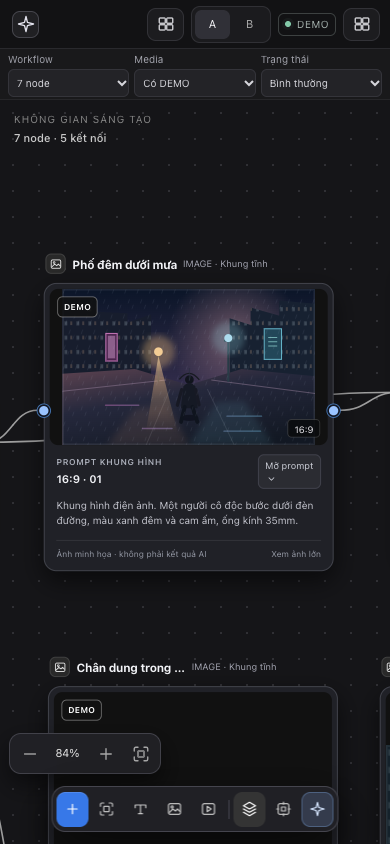 A
B
DEMO
Workflow
Media
Trạng thái
7 node
Có DEMO
Bình thường
KHÔNG GIAN SÁNG TẠO
7 node · 5 kết nối
Phố đêm dưới mưa IMAGE · Khung tĩnh
DEMO
16:9
PROMPT KHUNG HÌNH
16:9 · 01
Mở prompt
Khung hình điện ảnh. Một người cô độc bước dưới đèn
đường, màu xanh đêm và cam ấm, ống kính 35mm.
Ảnh minh họa · không phải kết quả AI
Xem ảnh lớn
Chân dung trong ... IMAGE · Khung tĩnh
DEMO
84%